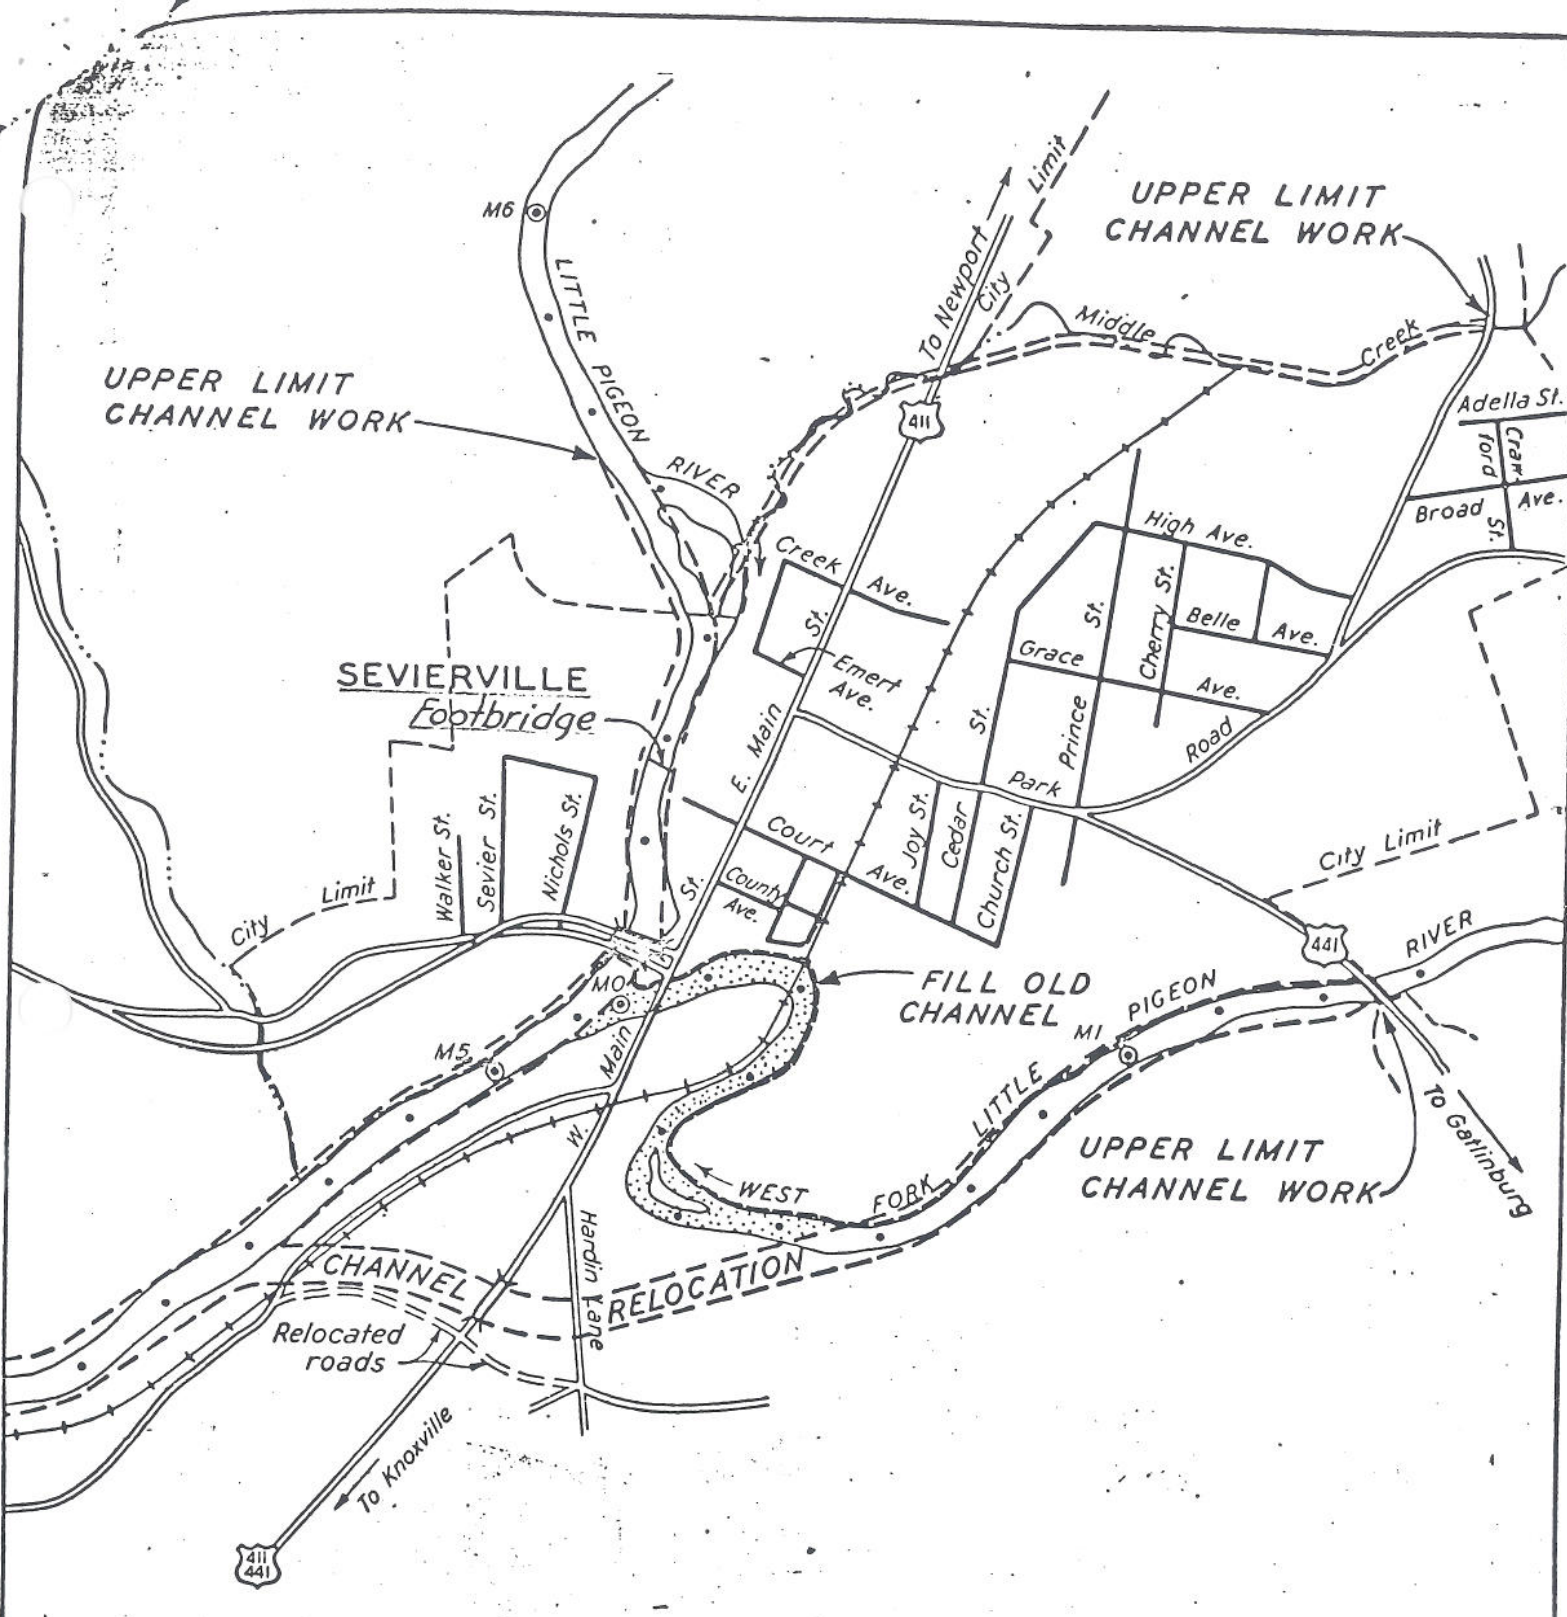 M6
LITTLE PIGEON RIVER
To Newport
City Limit
UPPER LIMIT
CHANNEL WORK
Middle Creek
411
UPPER LIMIT
CHANNEL WORK
Adella St.
Craw-
ford
St.
Broad Ave.
Creek Ave.
High Ave.
St.
Emert
Ave.
Grace Ave.
St.
Cherry St.
Belle Ave.
SEVIERVILLE
Footbridge
E. Main
St.
St.
Prince
Park Road
Walker St.
Sevier St.
Nichols St.
Court Ave.
Joy St.
Cedar
Church St.
County
Ave.
City Limit
City Limit
441
RIVER
FILL OLD
CHANNEL
M0
M5
Main
W.
M1
PIGEON
LITTLE
FORK
WEST
To Gatlinburg
UPPER LIMIT
CHANNEL WORK
Hardin Lane
CHANNEL RELOCATION
Relocated
roads
To Knoxville
411
441